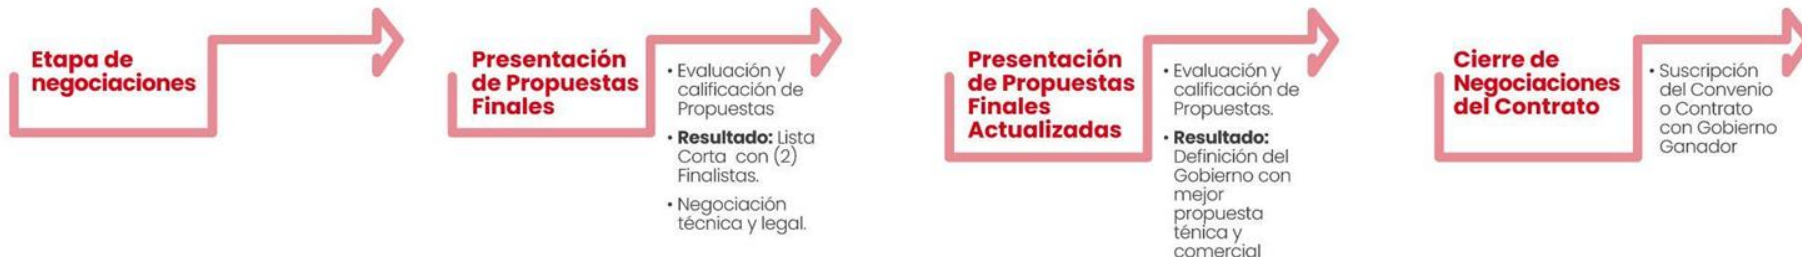 Etapa de
negociaciones
Presentación
de Propuestas
Finales
• Evaluación y
calificación de
Propuestas
• Resultado: Lista
Corta con (2)
Finalistas.
• Negociación
técnica y legal.
Presentación
de Propuestas
Finales
Actualizadas
• Evaluación y
calificación de
Propuestas.
• Resultado:
Definición del
Gobierno con
mejor
propuesta
ténica y
comercial
Cierre de
Negociaciones
del Contrato
• Suscripción
del Convenio
o Contrato
con Gobierno
Ganador